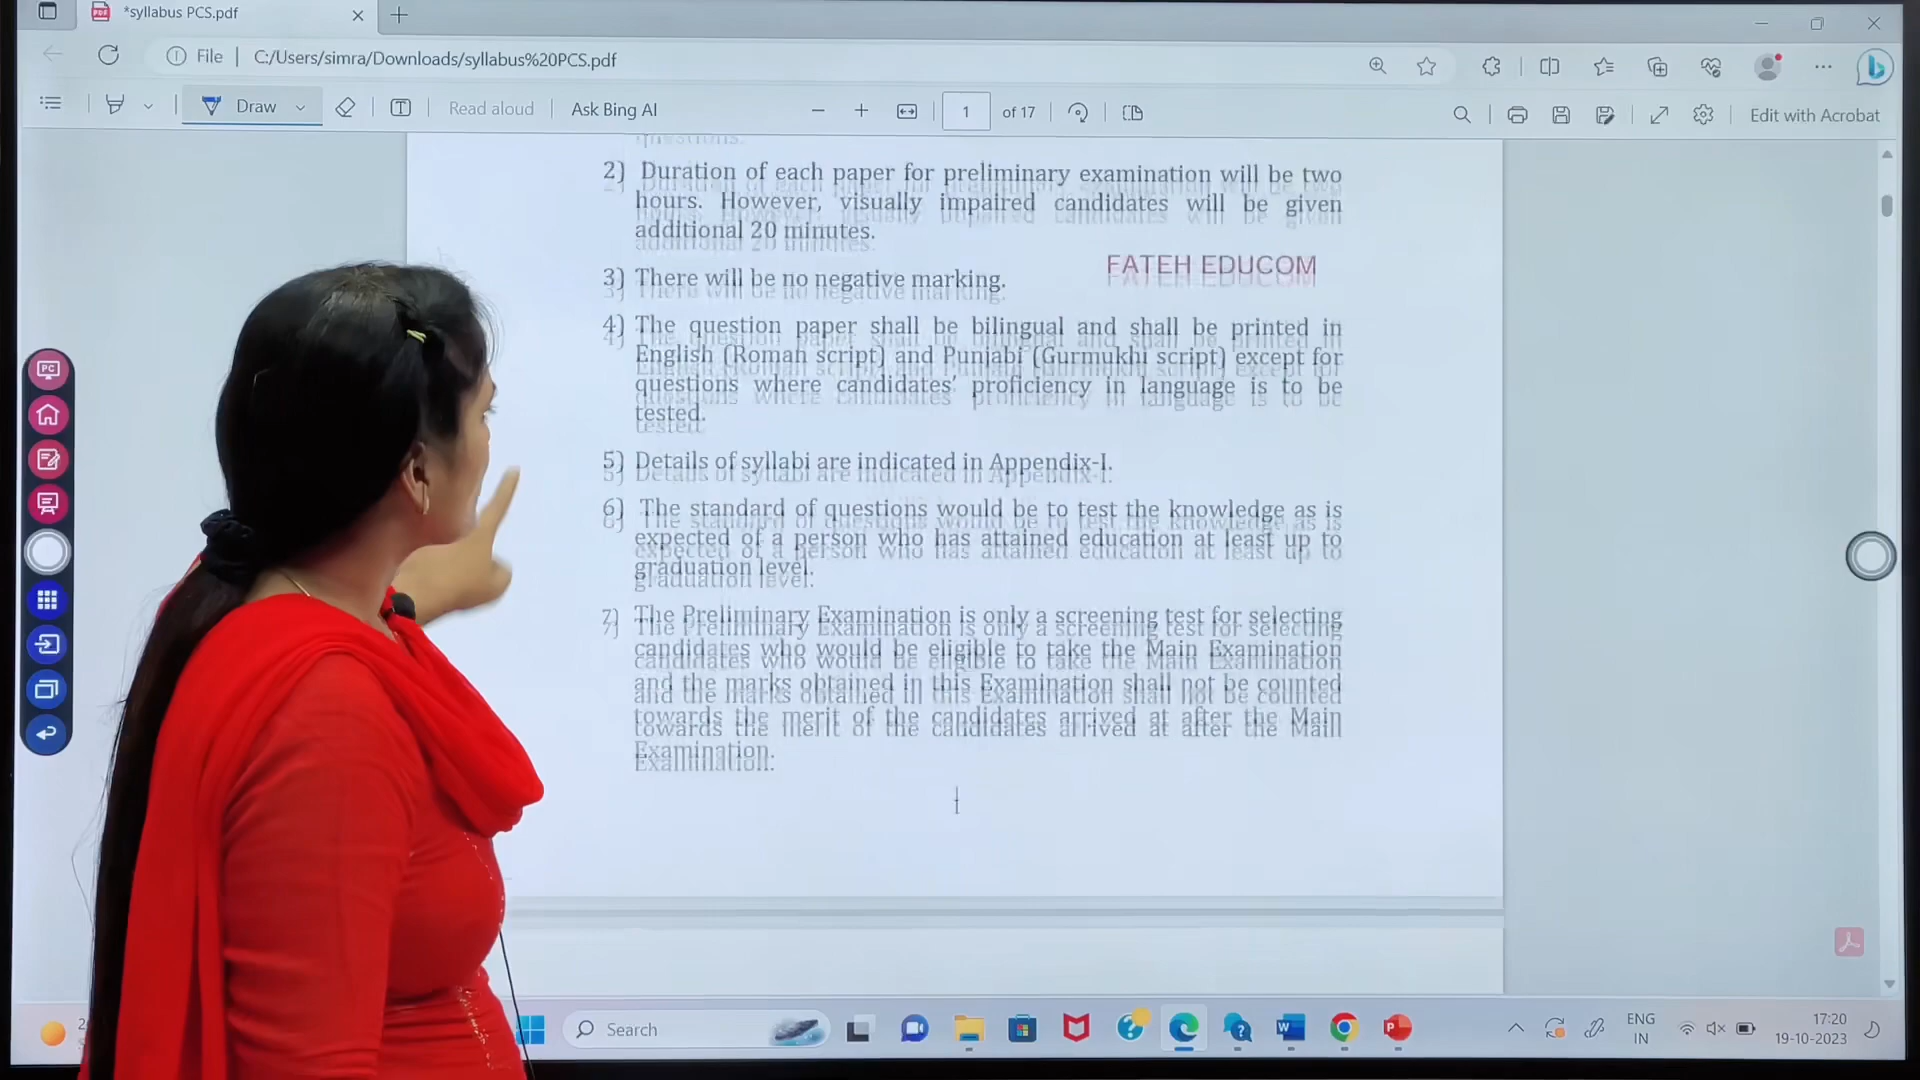 *syllabus PCS.pdf
File
C:/Users/simra/Downloads/syllabus%20PCS.pdf
Draw
Read aloud
Ask Bing AI
1
of 17
Edit with Acrobat
questions.
2) Duration of each paper for preliminary examination will be two
hours. However, visually impaired candidates will be given
additional 20 minutes.
FATEH EDUCOM
3) There will be no negative marking.
4) The question paper shall be bilingual and shall be printed in
English (Roman script) and Punjabi (Gurmukhi script) except for
questions where candidates' proficiency in language is to be
tested.
5) Details of syllabi are indicated in Appendix-I.
6) The standard of questions would be to test the knowledge as is
expected of a person who has attained education at least up to
graduation level.
7) The Preliminary Examination is only a screening test for selecting
candidates who would be eligible to take the Main Examination
and the marks obtained in this Examination shall not be counted
towards the merit of the candidates arrived at after the Main
Examination.
PC
Search
ENG
IN
17:20
19-10-2023